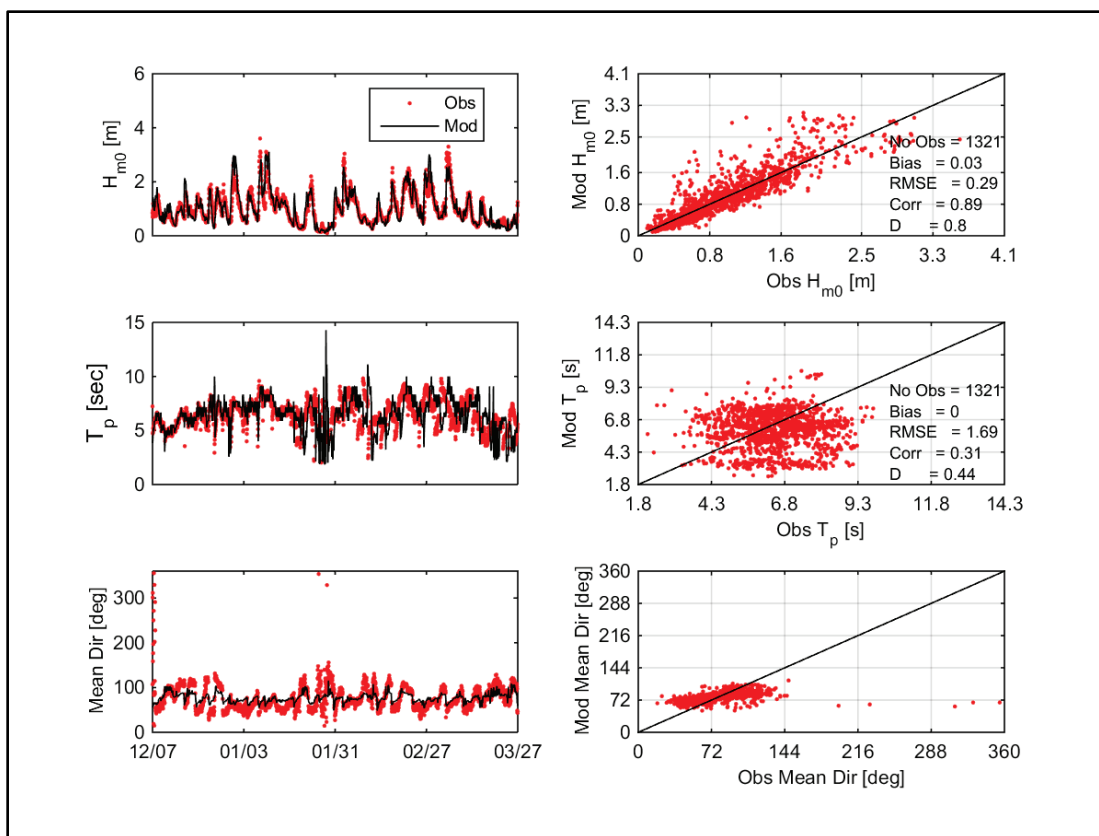 6
4
2
0
H_m0 [m]
Obs
Mod
4.1
3.3
2.5
1.6
0.8
0
Mod H_m0 [m]
No Obs = 1321
Bias = 0.03
RMSE = 0.29
Corr = 0.89
D = 0.8
0 0.8 1.6 2.5 3.3 4.1
Obs H_m0 [m]
15
10
5
0
T_p [sec]
14.3
11.8
9.3
6.8
4.3
1.8
Mod T_p [s]
No Obs = 1321
Bias = 0
RMSE = 1.69
Corr = 0.31
D = 0.44
1.8 4.3 6.8 9.3 11.8 14.3
Obs T_p [s]
300
200
100
0
Mean Dir [deg]
12/07 01/03 01/31 02/27 03/27
360
288
216
144
72
0
Mod Mean Dir [deg]
0 72 144 216 288 360
Obs Mean Dir [deg]